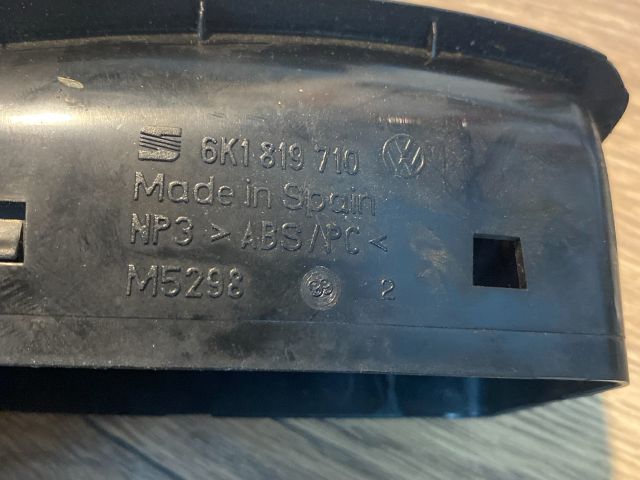 6K1 819 710
Made in Spain
NP3 > ABS/PC <
M5298 2